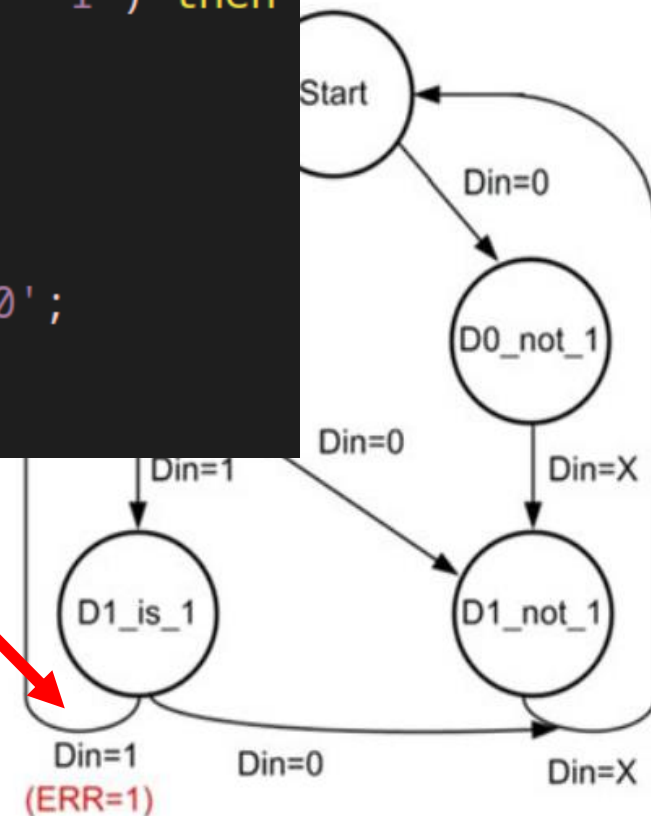 1') then
0';
Start
Din=0
D0_not_1
Din=0
Din=1
Din=X
D1_is_1
D1_not_1
Din=1
(ERR=1)
Din=0
Din=X